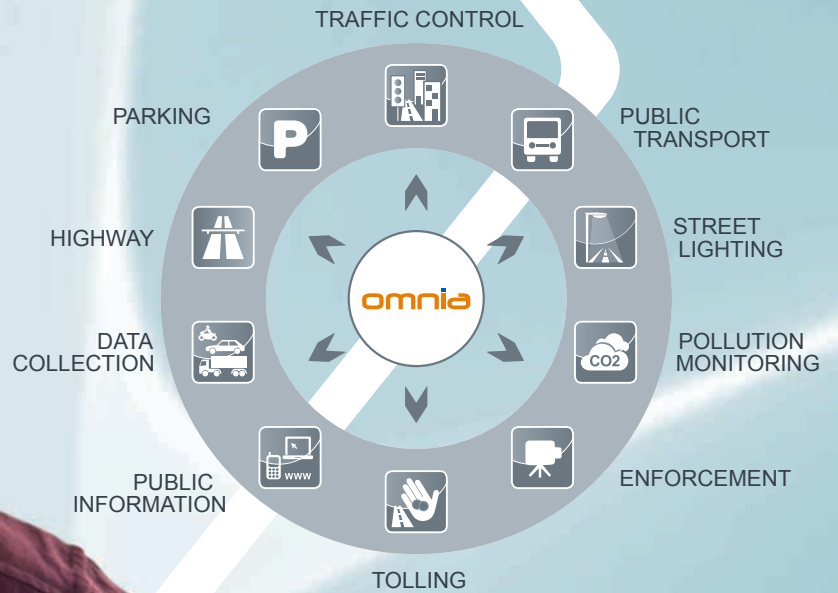 TRAFFIC CONTROL
PARKING
P
PUBLIC
TRANSPORT
HIGHWAY
STREET
LIGHTING
omnia
DATA
COLLECTION
POLLUTION
MONITORING
CO2
PUBLIC
INFORMATION
www
ENFORCEMENT
TOLLING